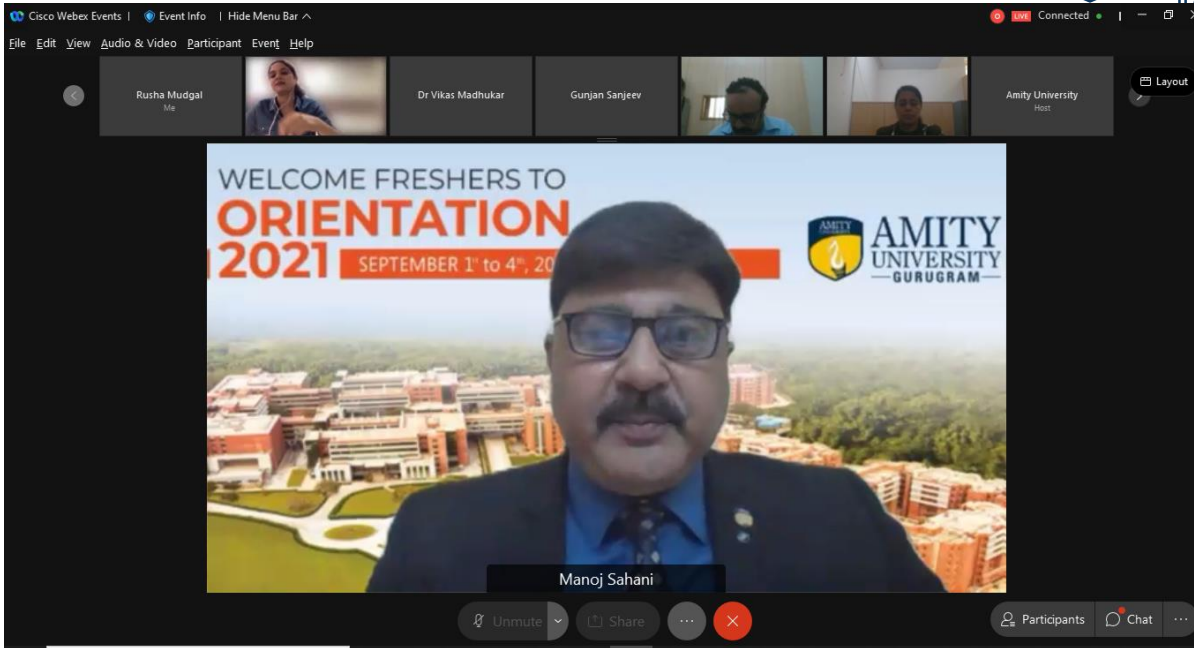 Cisco Webex Events | Event Info | Hide Menu Bar ^
LIVE Connected
File Edit View Audio & Video Participant Event Help
Layout
Rusha Mudgal
Me
Dr Vikas Madhukar
Gunjan Sanjeev
Amity University
Host
WELCOME FRESHERS TO
ORIENTATION
2021 SEPTEMBER 1st to 4th, 20
AMITY
UNIVERSITY
AMITY
UNIVERSITY
GURUGRAM
Manoj Sahani
Unmute
Share
Participants
Chat